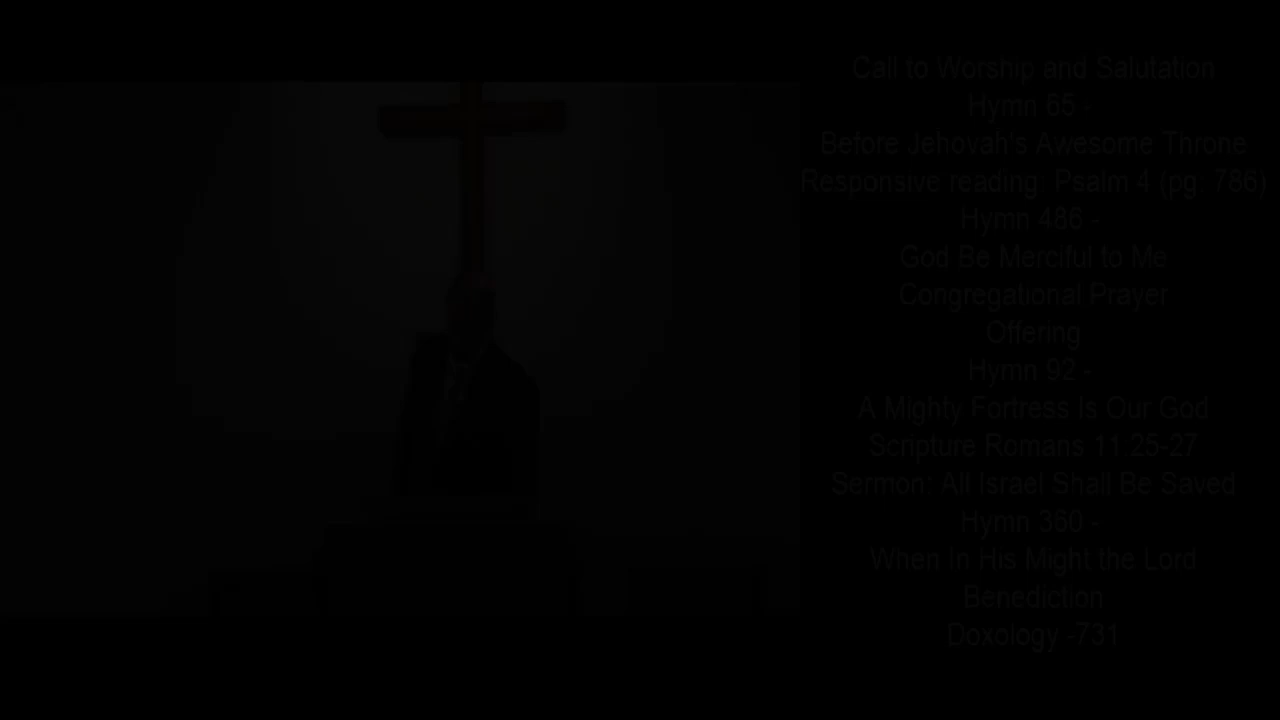 Call to Worship and Salutation
Hymn 65 -
Before Jehovah's Awesome Throne
Responsive reading: Psalm 4 (pg. 786)
Hymn 486 -
God Be Merciful to Me
Congregational Prayer
Offering
Hymn 92 -
A Mighty Fortress Is Our God
Scripture Romans 11:25-27
Sermon: All Israel Shall Be Saved
Hymn 360 -
When In His Might the Lord
Benediction
Doxology -731